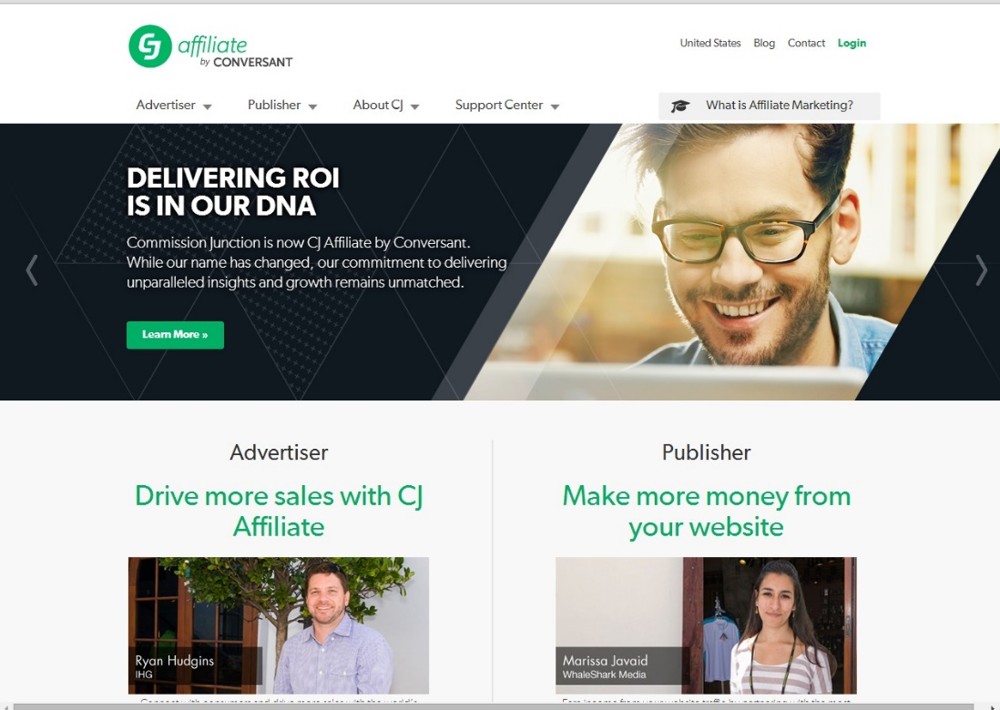 CJ affiliate
by CONVERSANT
United States Blog Contact Login
Advertiser Publisher About CJ Support Center What is Affiliate Marketing?
DELIVERING ROI
IS IN OUR DNA
Commission Junction is now CJ Affiliate by Conversant.
While our name has changed, our commitment to delivering
unparalleled insights and growth remains unmatched.
Learn More »
Advertiser
Drive more sales with CJ
Affiliate
Ryan Hudgins
IHG
Publisher
Make more money from
your website
Marissa Javaid
WhaleShark Media